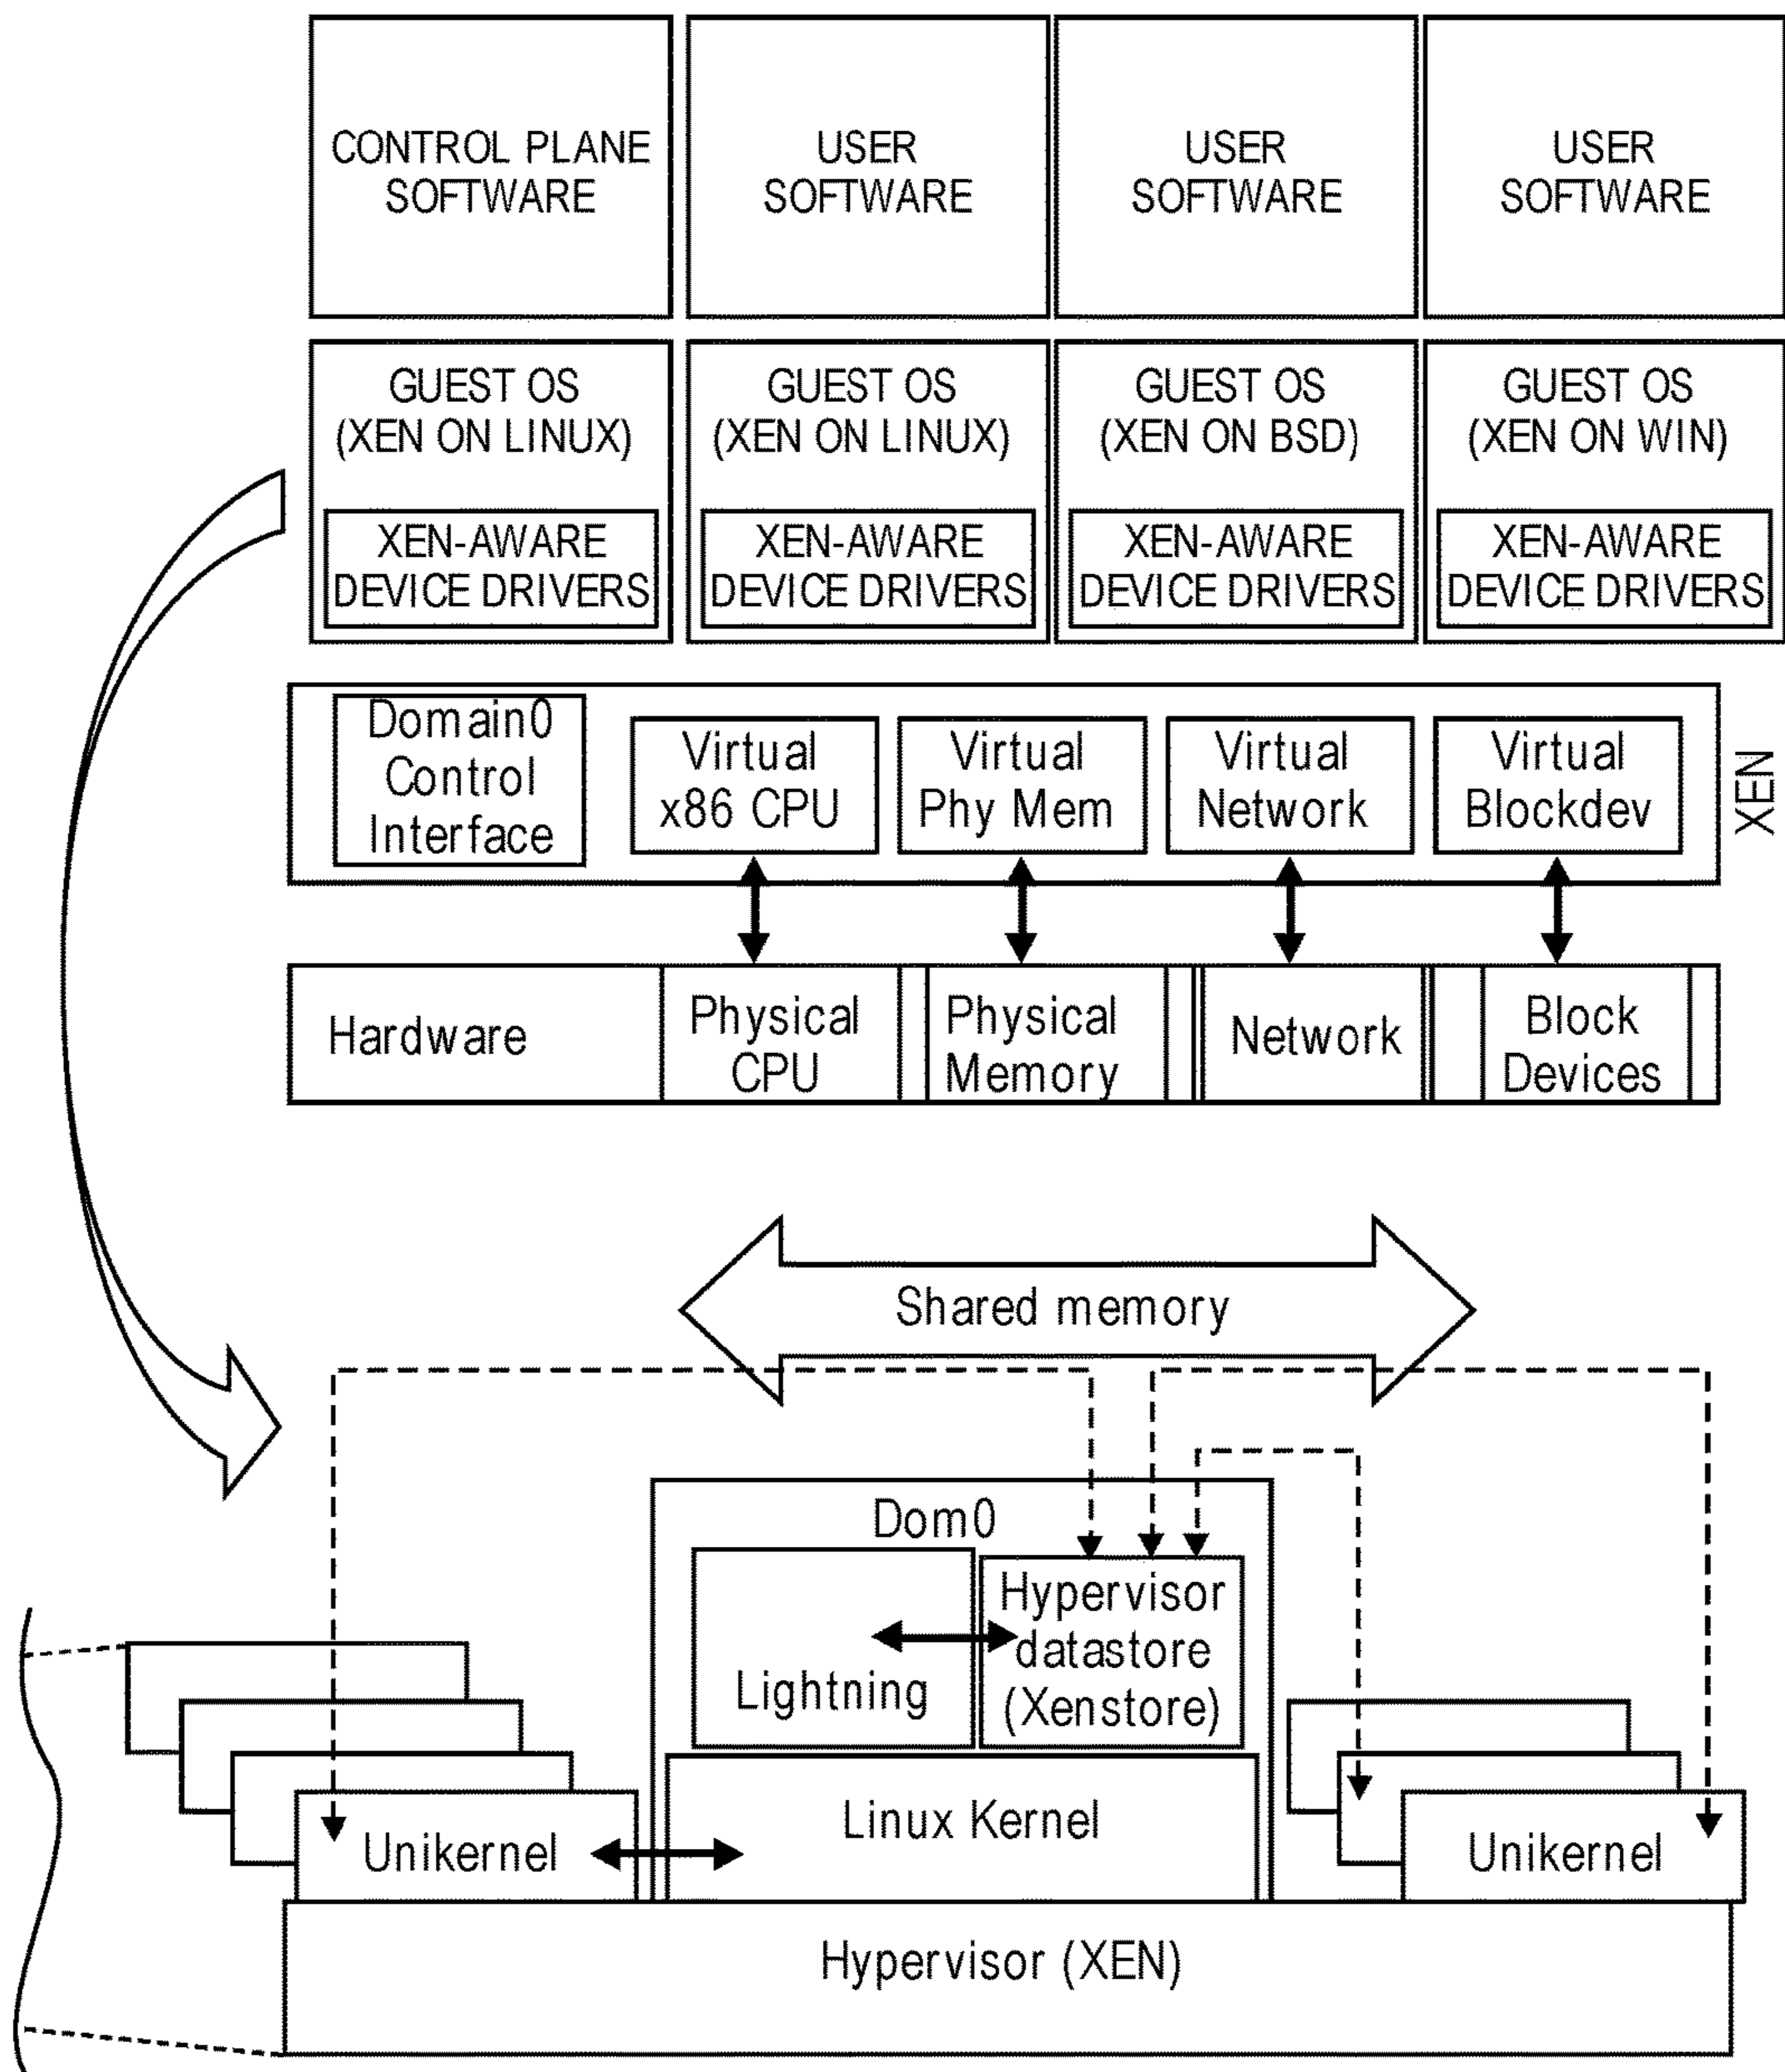 CONTROL PLANE
SOFTWARE
USER
SOFTWARE
USER
SOFTWARE
USER
SOFTWARE
GUEST OS
(XEN ON LINUX)
XEN-AWARE
DEVICE DRIVERS
GUEST OS
(XEN ON LINUX)
XEN-AWARE
DEVICE DRIVERS
GUEST OS
(XEN ON BSD)
XEN-AWARE
DEVICE DRIVERS
GUEST OS
(XEN ON WIN)
XEN-AWARE
DEVICE DRIVERS
Domain0
Control
Interface
Virtual
x86 CPU
Virtual
Phy Mem
Virtual
Network
Virtual
Blockdev
XEN
Hardware
Physical
CPU
Physical
Memory
Network
Block
Devices
Shared memory
Dom0
Lightning
Hypervisor
datastore
(Xenstore)
Unikernel
Linux Kernel
Unikernel
Hypervisor (XEN)